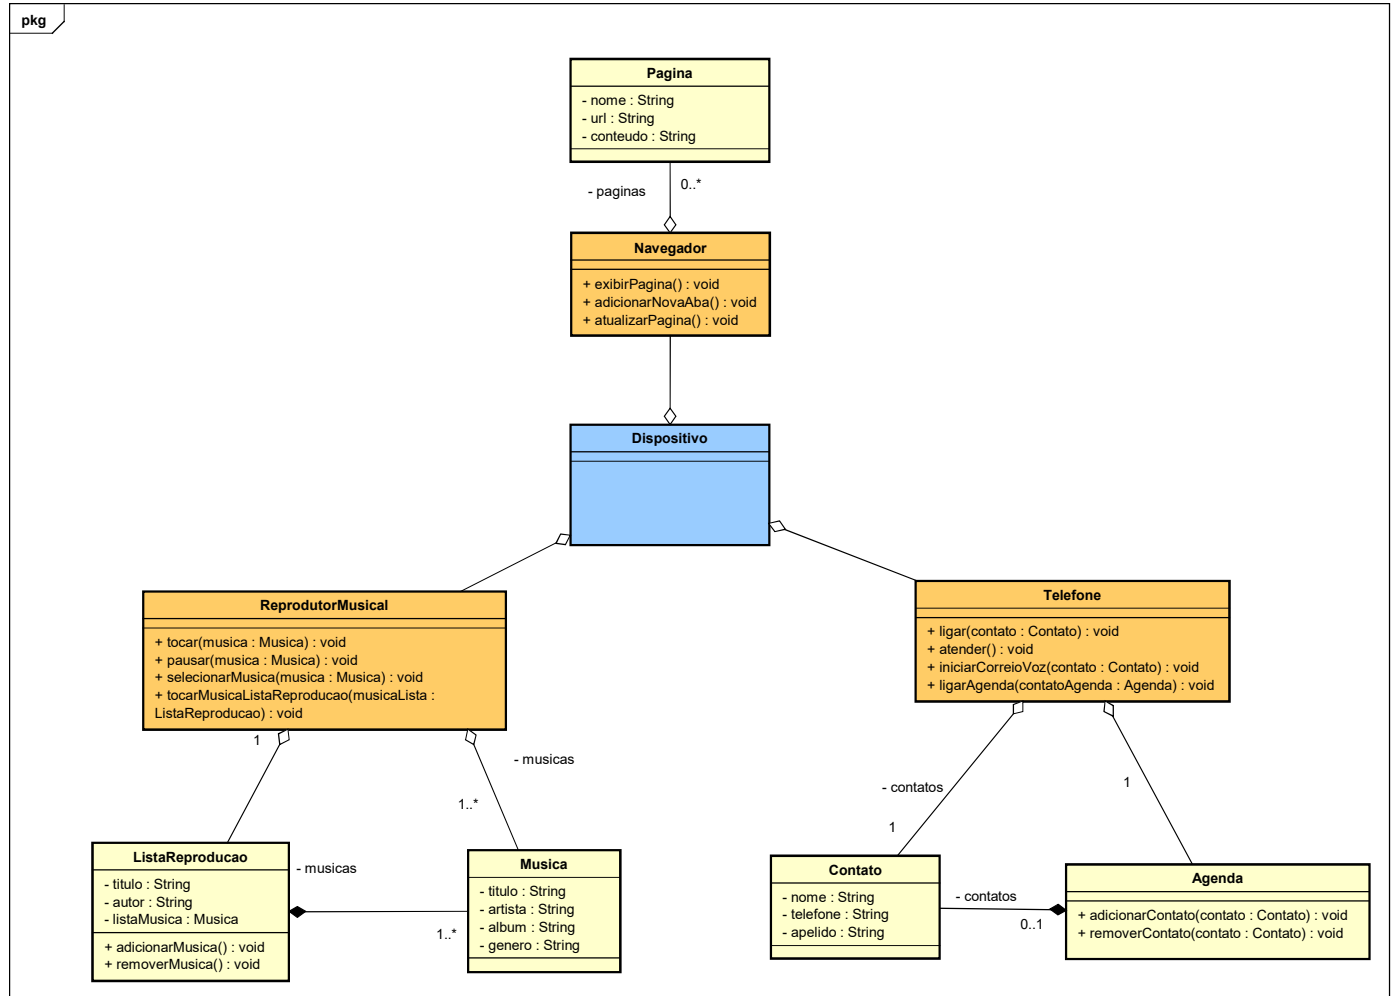 pkg
Pagina
- nome : String
- url : String
- conteudo : String
- paginas
0..*
Navegador
+ exibirPagina() : void
+ adicionarNovaAba() : void
+ atualizarPagina() : void
Dispositivo
ReprodutorMusical
+ tocar(musica : Musica) : void
+ pausar(musica : Musica) : void
+ selecionarMusica(musica : Musica) : void
+ tocarMusicaListaReproducao(musicaLista :
ListaReproducao) : void
Telefone
+ ligar(contato : Contato) : void
+ atender() : void
+ iniciarCorreioVoz(contato : Contato) : void
+ ligarAgenda(contatoAgenda : Agenda) : void
1
- musicas
1..*
- contatos
1
1
ListaReproducao
- titulo : String
- autor : String
- listaMusica : Musica
+ adicionarMusica() : void
+ removerMusica() : void
- musicas
1..*
Musica
- titulo : String
- artista : String
- album : String
- genero : String
Contato
- nome : String
- telefone : String
- apelido : String
- contatos
0..1
Agenda
+ adicionarContato(contato : Contato) : void
+ removerContato(contato : Contato) : void